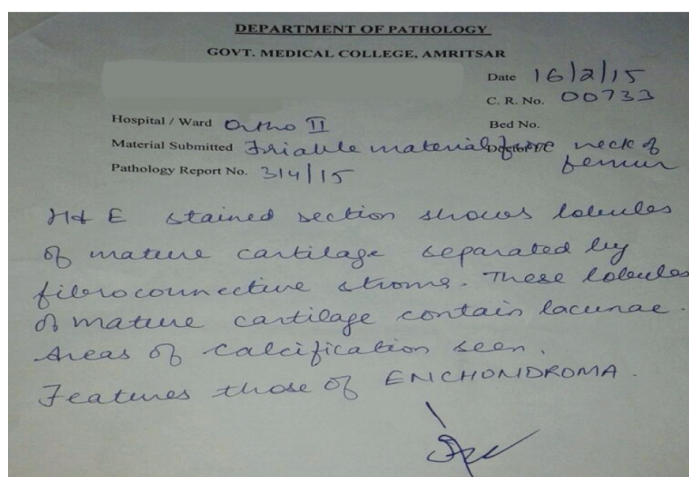 DEPARTMENT OF PATHOLOGY
GOVT. MEDICAL COLLEGE, AMRITSAR
Date 16/2/15
C. R. No. 00733
Hospital / Ward Ortho II Bed No.
Material Submitted Friable material from neck of femur
Pathology Report No. 314/15
H & E stained section shows lobules
of mature cartilage separated by
fibroconnective stroma. These lobules
of mature cartilage contain lacunae.
Areas of calcification seen.
Features those of ENCHONDROMA.